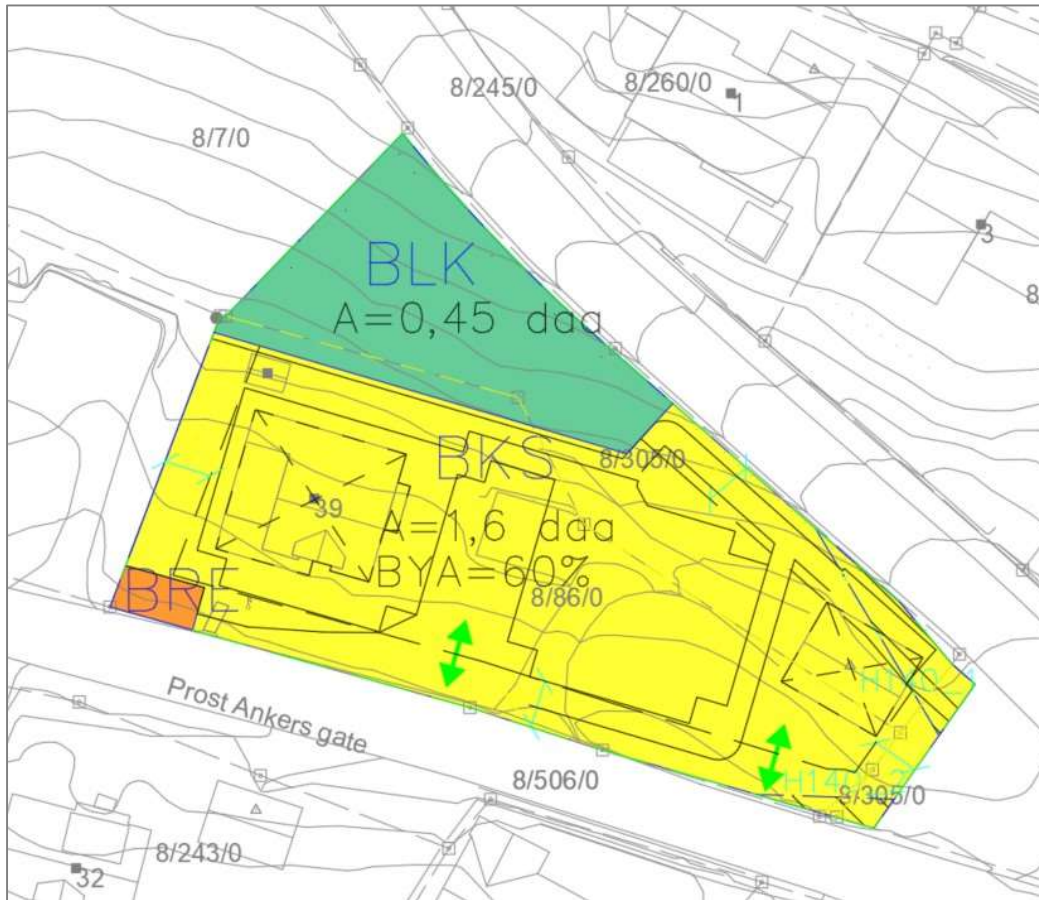 8/245/0
8/260/0
1
8/7/0
3
8
BLK
A=0,45 daa
BKS
8/305/0
39
A=1,6 daa
BYA=60%
BRE
8/86/0
H140_1
Prost Ankers gate
8/506/0
H140_2
8/305/0
8/243/0
32